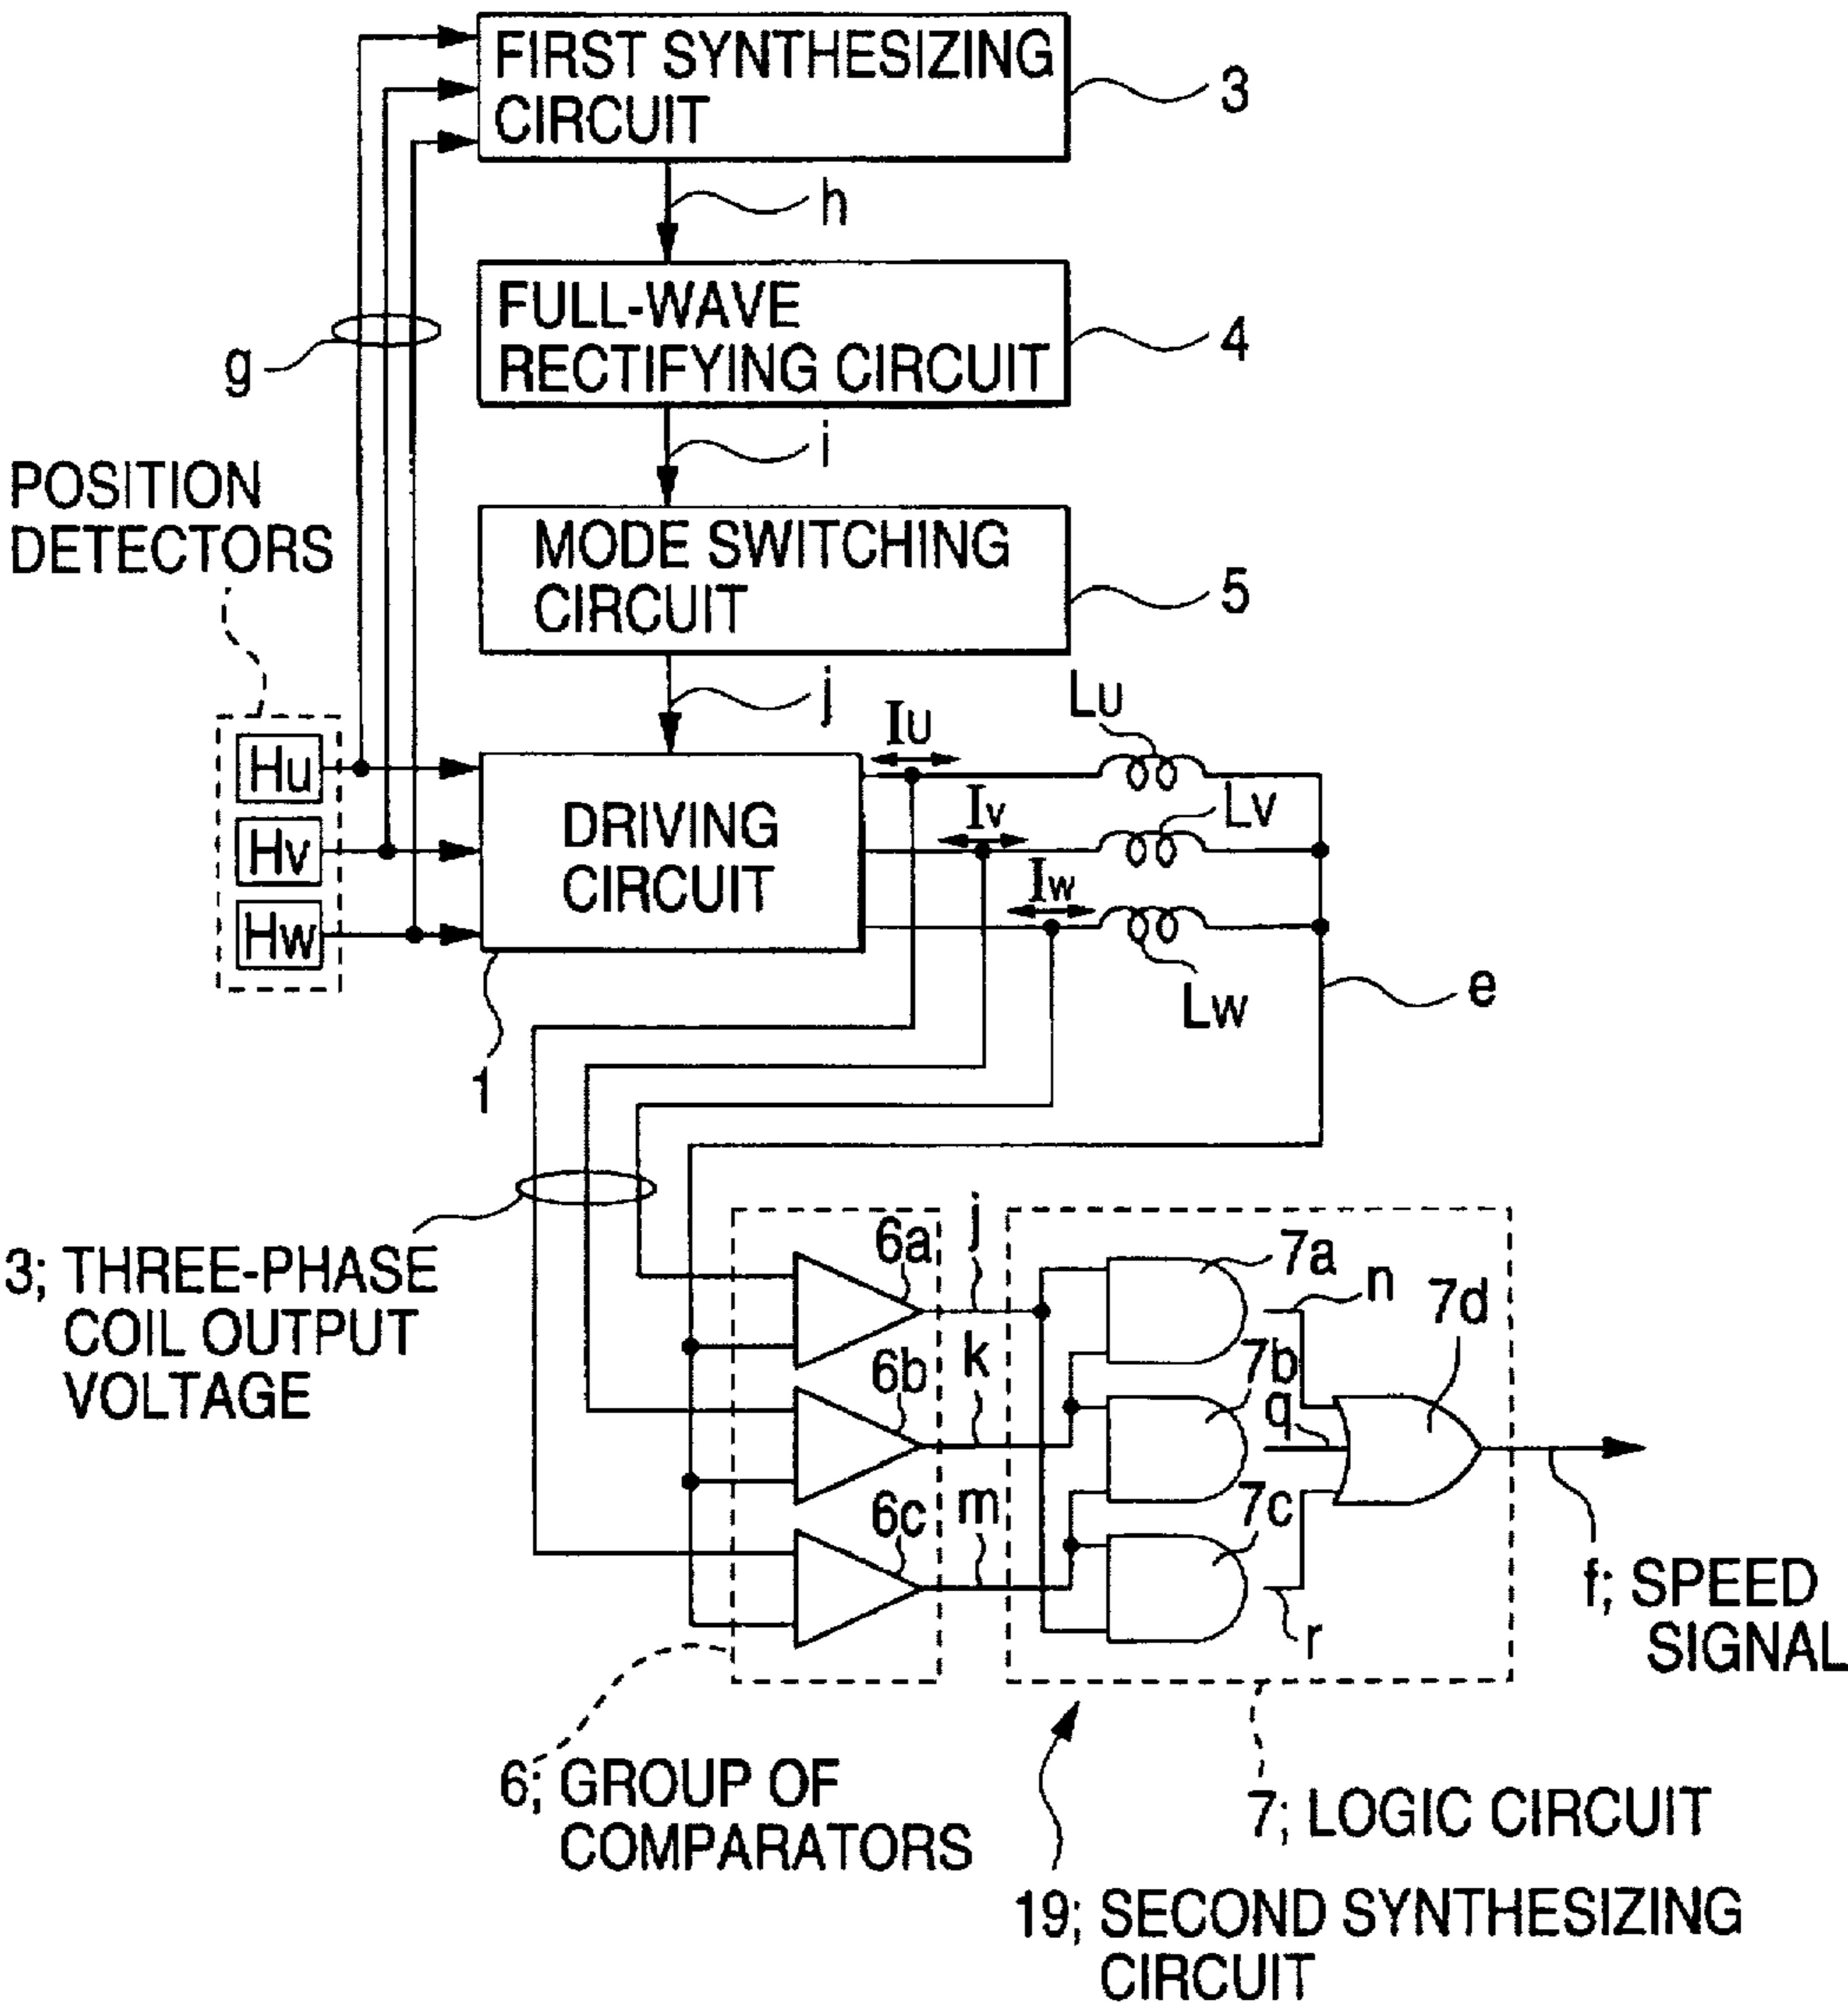 FIRST SYNTHESIZING
CIRCUIT
3
h
FULL-WAVE
RECTIFYING CIRCUIT
4
g
i
POSITION
DETECTORS
MODE SWITCHING
CIRCUIT
5
j
IU
LU
Hu
Hv
Hw
DRIVING
CIRCUIT
Iv
Lv
Iw
Lw
e
1
3; THREE-PHASE
COIL OUTPUT
VOLTAGE
6a
j
7a
n
7d
6b
k
7b
q
6c
m
7c
r
f; SPEED
SIGNAL
6; GROUP OF
COMPARATORS
7; LOGIC CIRCUIT
19; SECOND SYNTHESIZING
CIRCUIT